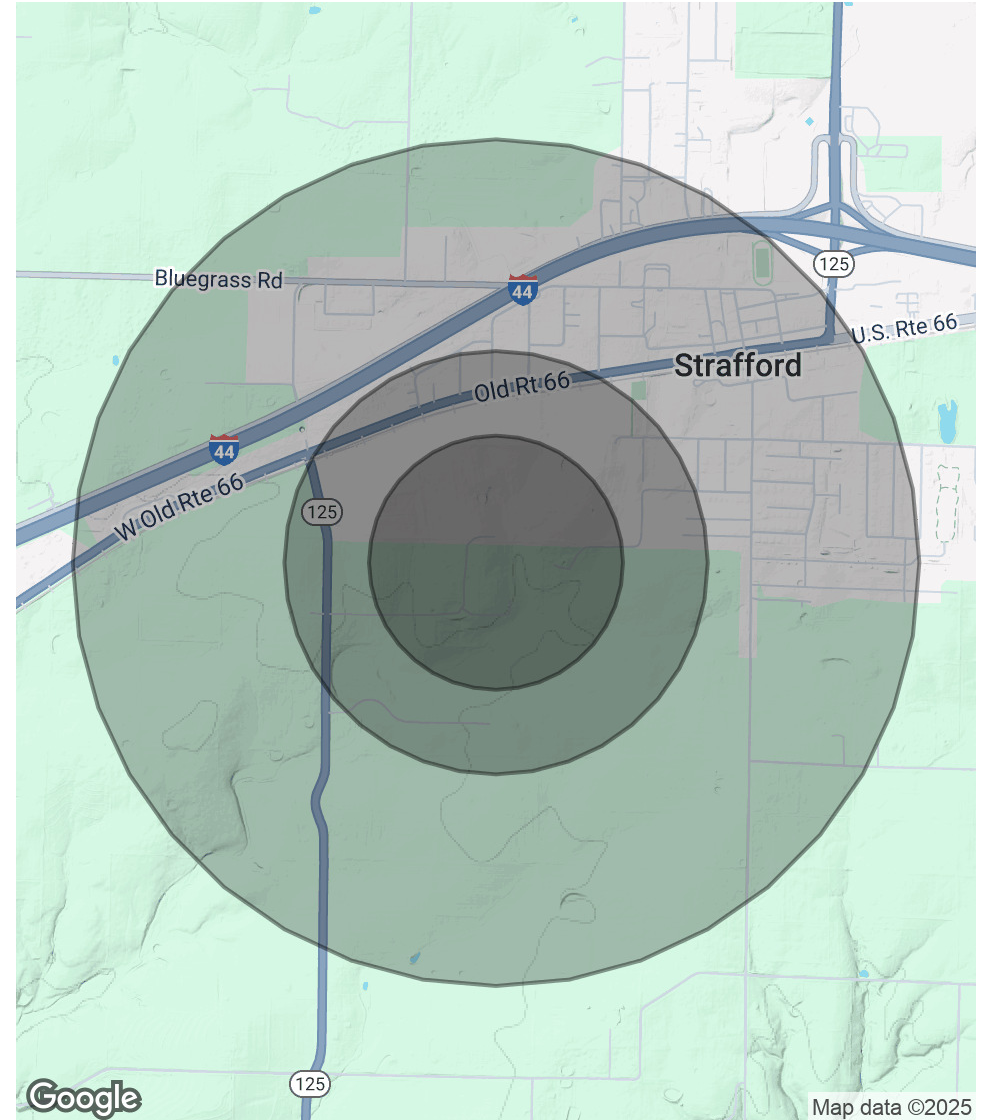 125
Bluegrass Rd
44
U.S. Rte 66
Strafford
Old Rt 66
44
W Old Rte 66
125
125
Google
Map data ©2025